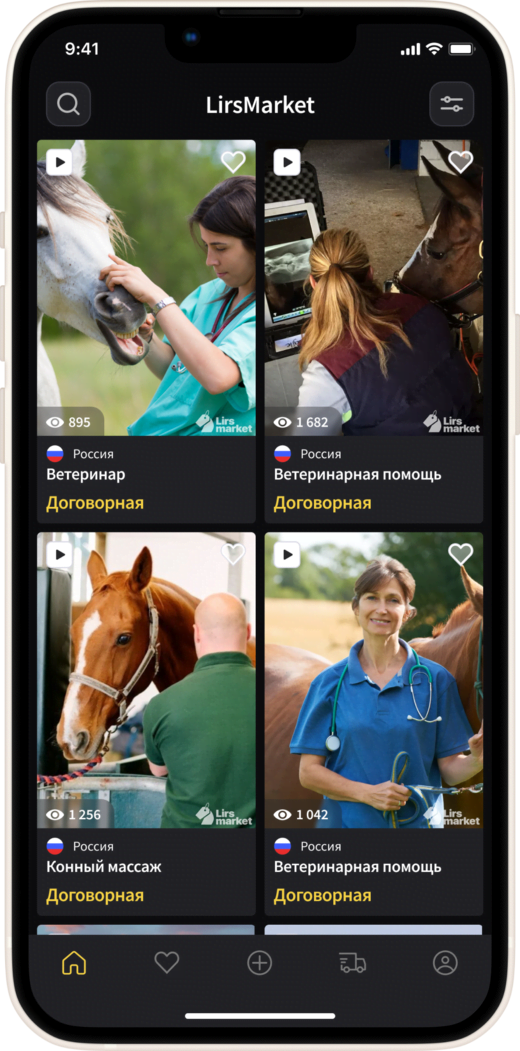 9:41
LirsMarket
895
Lirs
market
1 682
Lirs
market
Россия
Ветеринар
Договорная
Россия
Ветеринарная помощь
Договорная
1 256
Lirs
market
1 042
Lirs
market
Россия
Конный массаж
Договорная
Россия
Ветеринарная помощь
Договорная